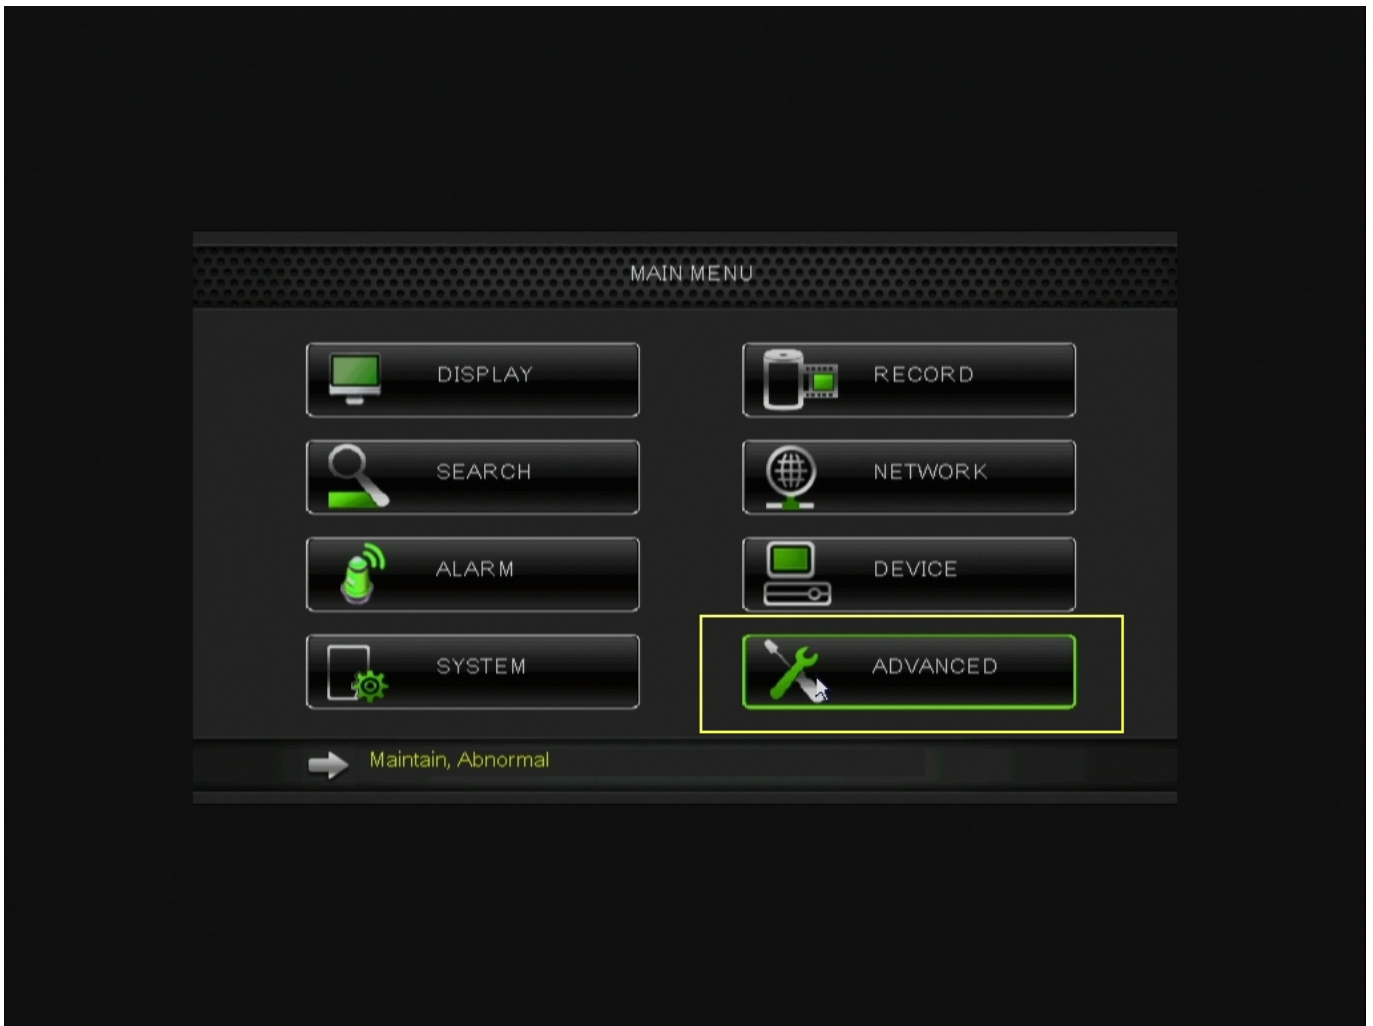 MAIN MENU
DISPLAY
RECORD
SEARCH
NETWORK
ALARM
DEVICE
SYSTEM
ADVANCED
Maintain, Abnormal